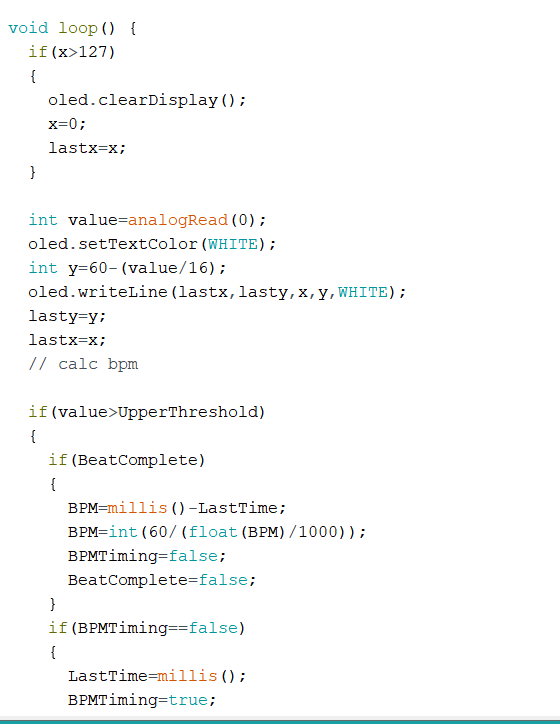 void loop() {
  if(x>127)
  {
    oled.clearDisplay();
    x=0;
    lastx=x;
  }

  int value=analogRead(0);
  oled.setTextColor(WHITE);
  int y=60-(value/16);
  oled.writeLine(lastx,lasty,x,y,WHITE);
  lasty=y;
  lastx=x;
  // calc bpm

  if(value>UpperThreshold)
  {
    if(BeatComplete)
    {
      BPM=millis()-LastTime;
      BPM=int(60/(float(BPM)/1000));
      BPMTiming=false;
      BeatComplete=false;
    }
    if(BPMTiming==false)
    {
      LastTime=millis();
      BPMTiming=true;